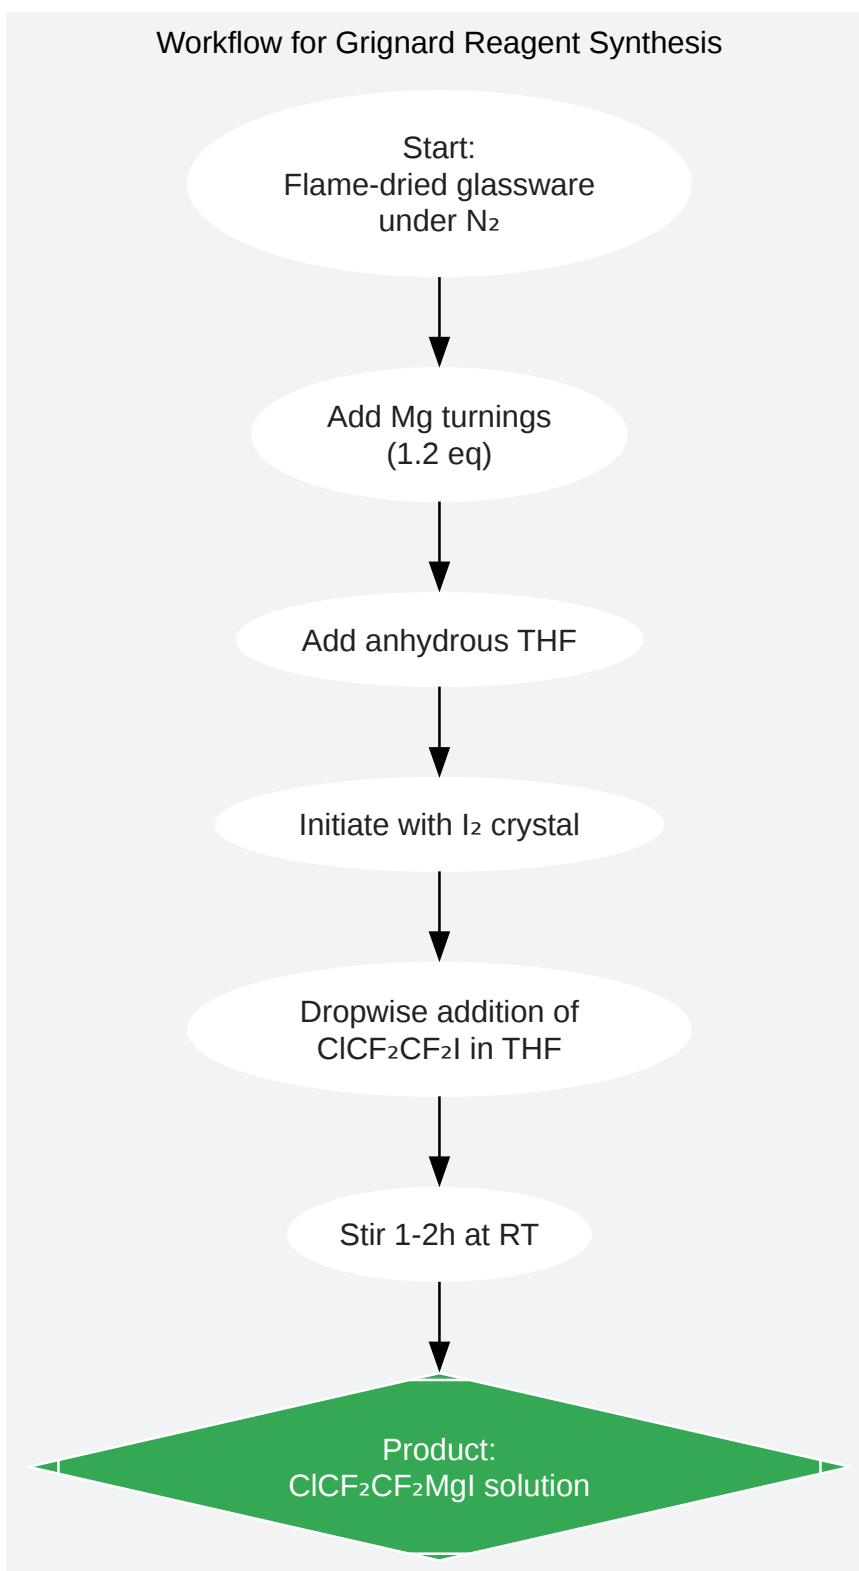 Workflow for Grignard Reagent Synthesis
Start:
Flame-dried glassware
under N₂
Add Mg turnings
(1.2 eq)
Add anhydrous THF
Initiate with I₂ crystal
Dropwise addition of
ClCF₂CF₂I in THF
Stir 1-2h at RT
Product:
ClCF₂CF₂MgI solution